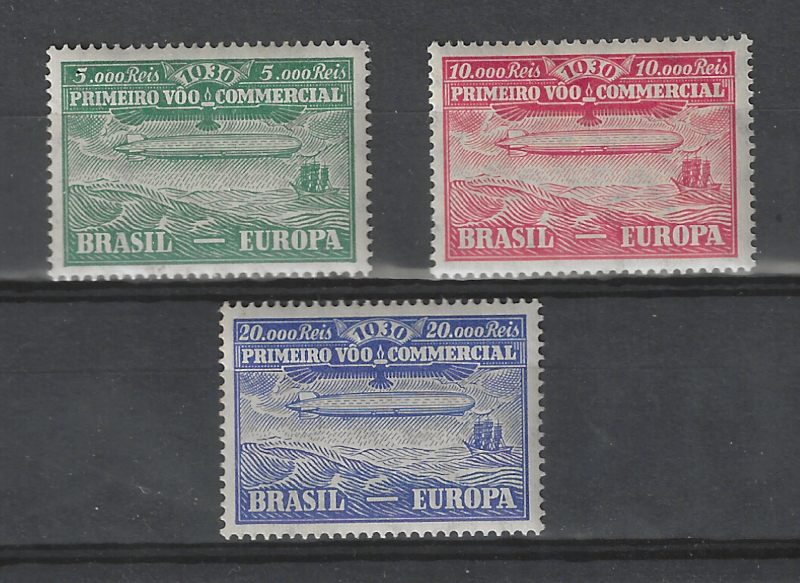 5.000 Reis 1930 5.000 Reis
PRIMEIRO VÔO COMMERCIAL
BRASIL — EUROPA
10.000 Reis 1930 10.000 Reis
PRIMEIRO VÔO COMMERCIAL
BRASIL — EUROPA
20.000 Reis 1930 20.000 Reis
PRIMEIRO VÔO COMMERCIAL
BRASIL — EUROPA